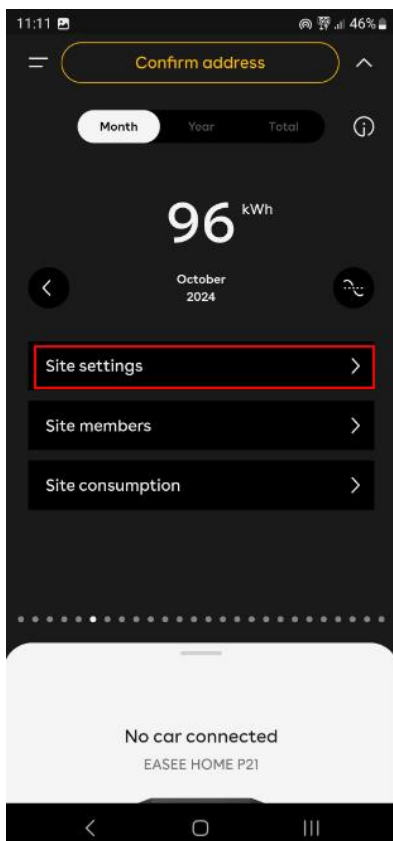 11:11 46%
Confirm address
Month Year Total
96 kWh
October
2024
Site settings
Site members
Site consumption
No car connected
EASEE HOME P21